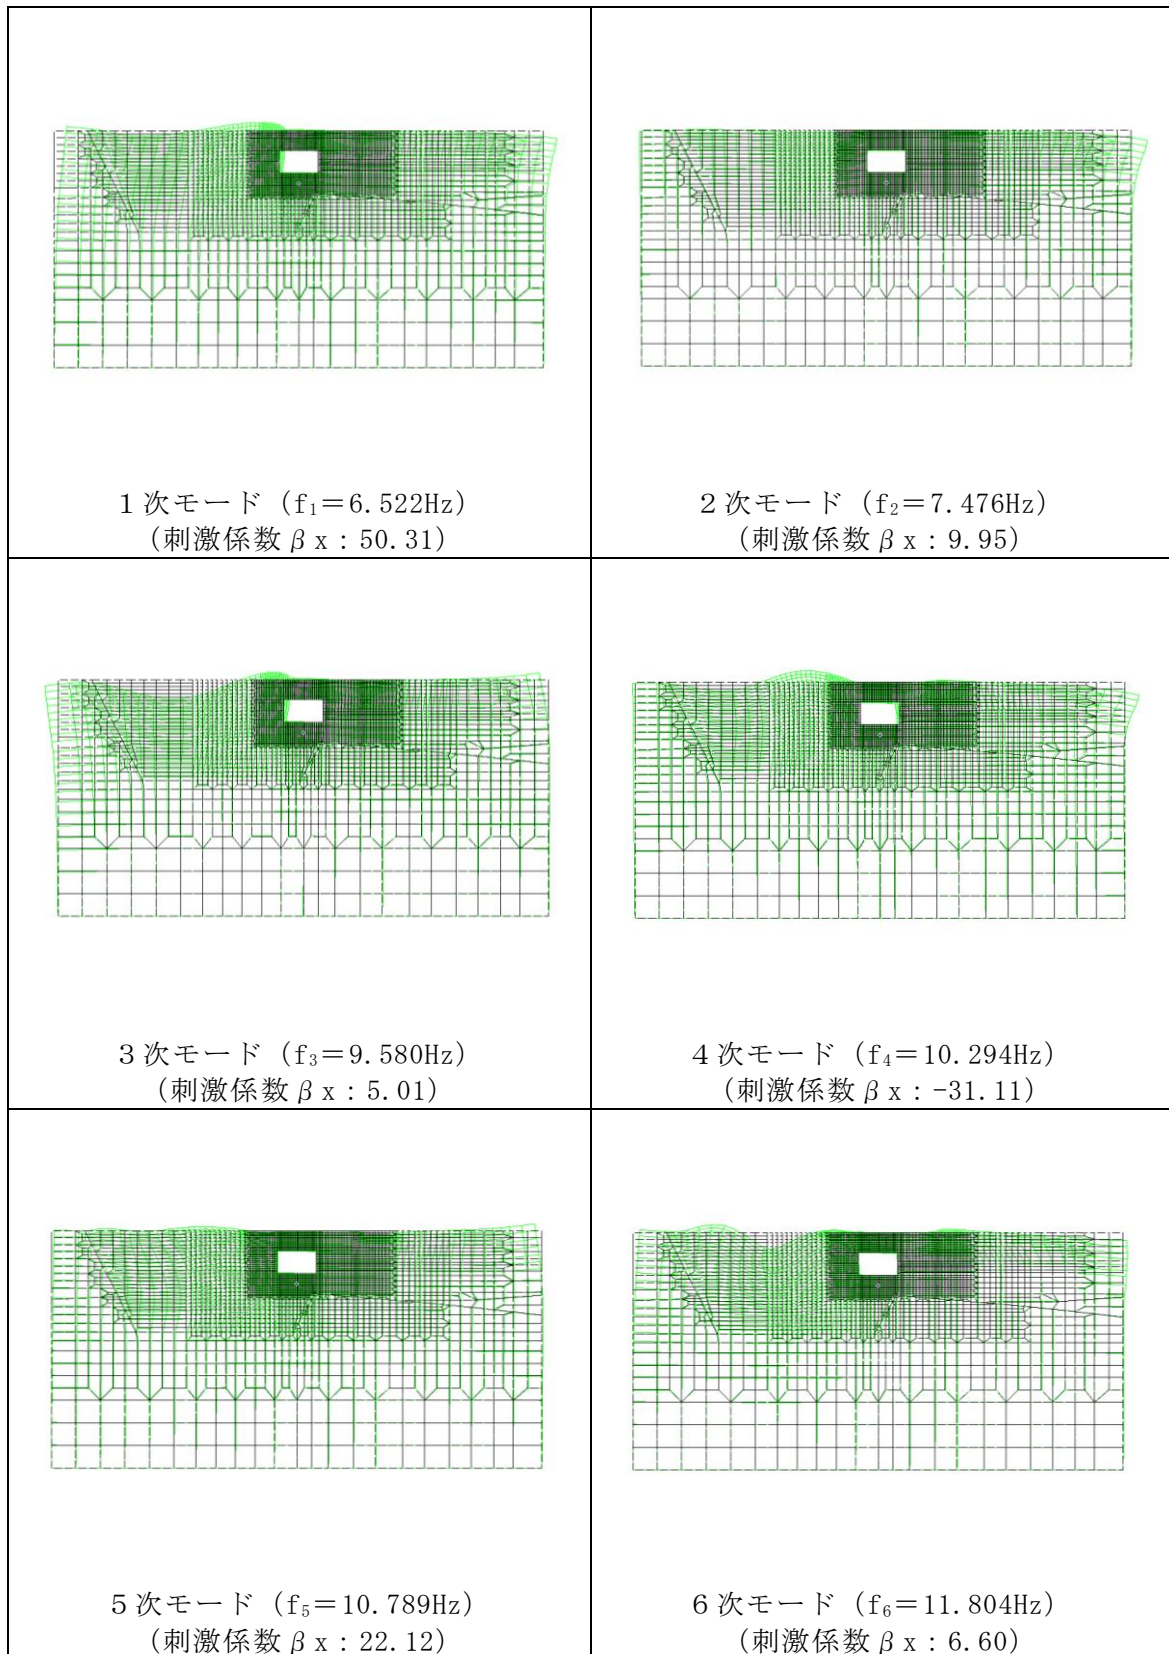 1次モード（f₁＝6.522Hz）
（刺激係数βx：50.31）
2次モード（f₂＝7.476Hz）
（刺激係数βx：9.95）
3次モード（f₃＝9.580Hz）
（刺激係数βx：5.01）
4次モード（f₄＝10.294Hz）
（刺激係数βx：-31.11）
5次モード（f₅＝10.789Hz）
（刺激係数βx：22.12）
6次モード（f₆＝11.804Hz）
（刺激係数βx：6.60）